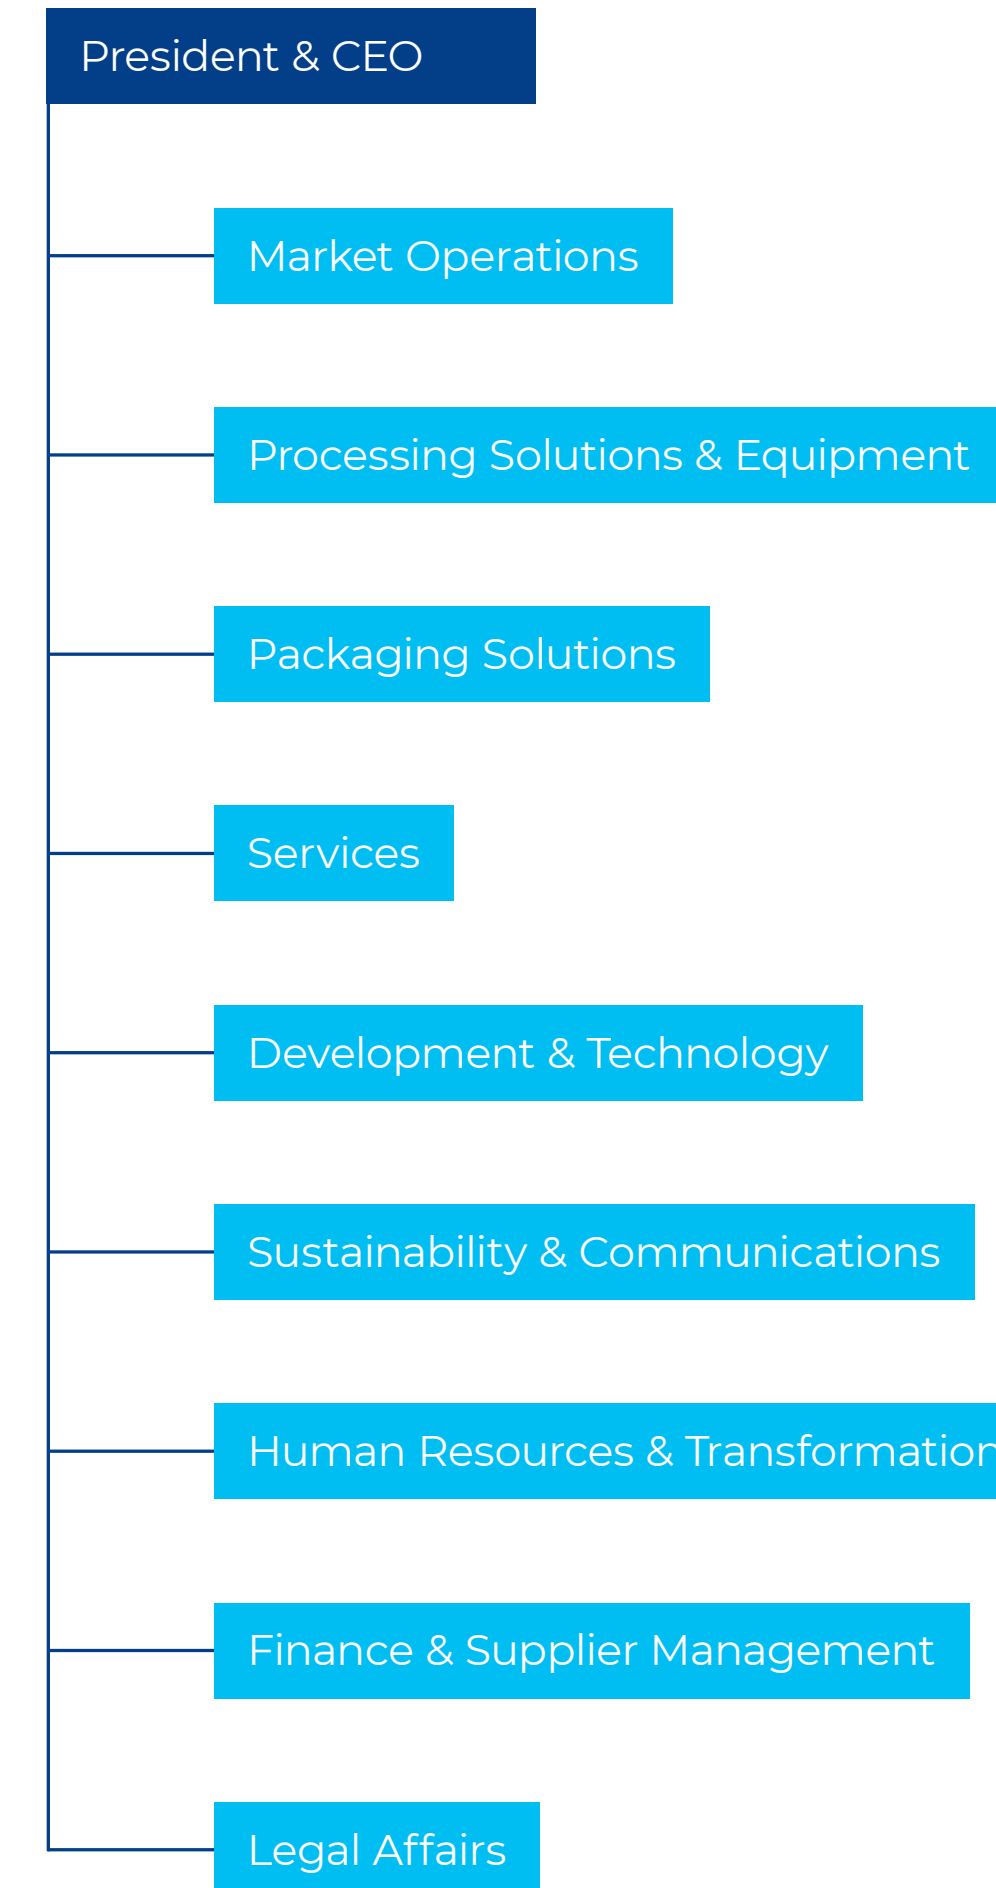 President & CEO
Market Operations
Processing Solutions & Equipment
Packaging Solutions
Services
Development & Technology
Sustainability & Communications
Human Resources & Transformation
Finance & Supplier Management
Legal Affairs